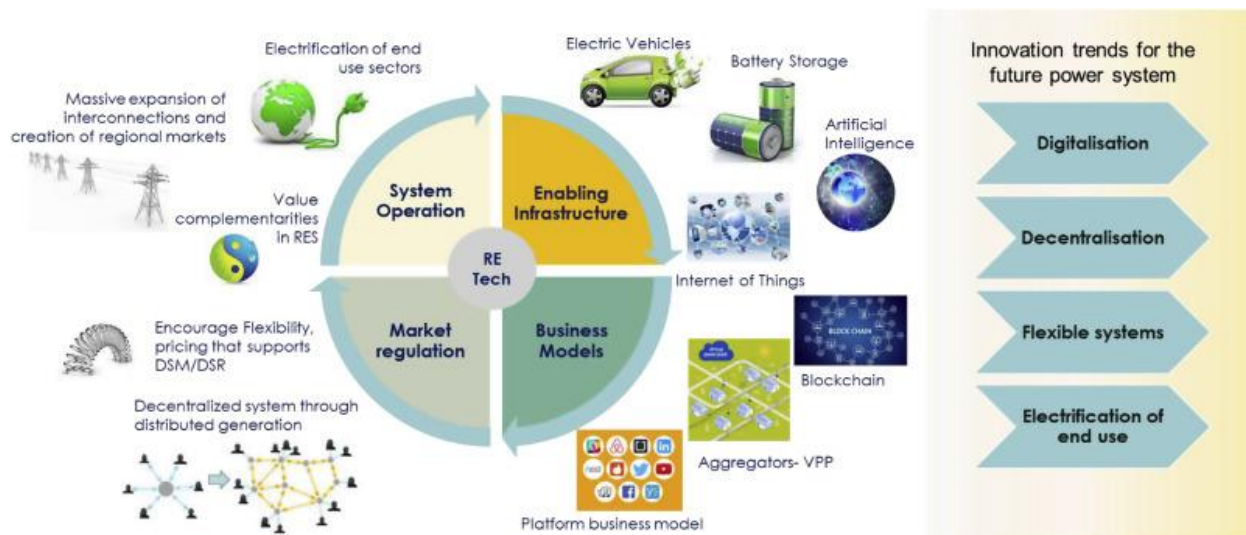 Electrification of end
use sectors
Massive expansion of
interconnections and
creation of regional markets
Value
complementarities
in RES
Encourage Flexibility,
pricing that supports
DSM/DSR
Decentralized system through
distributed generation
System
Operation
Enabling
Infrastructure
RE
Tech
Market
regulation
Business
Models
Electric Vehicles
Battery Storage
Artificial
Intelligence
Internet of Things
BLOCK CHAIN
Blockchain
Aggregators- VPP
Platform business model
Innovation trends for the
future power system
Digitalisation
Decentralisation
Flexible systems
Electrification of
end use